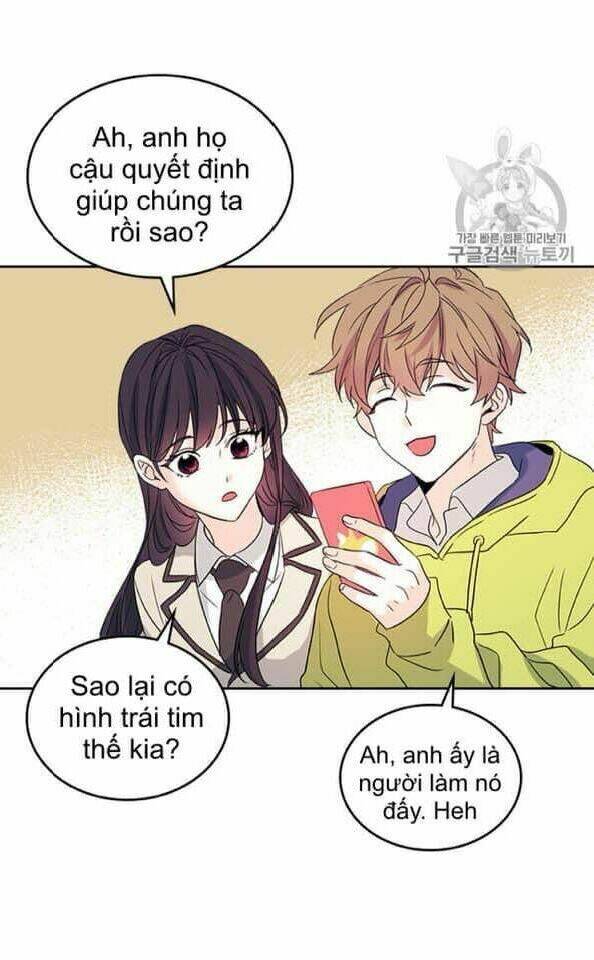 Ah, anh họ
cậu quyết định
giúp chúng ta
rồi sao?
가장 빠른 웹툰 미리보기
구글검색 뉴토끼
Sao lại có
hình trái tim
thế kia?
Ah, anh ấy là
người làm nó
đấy. Heh